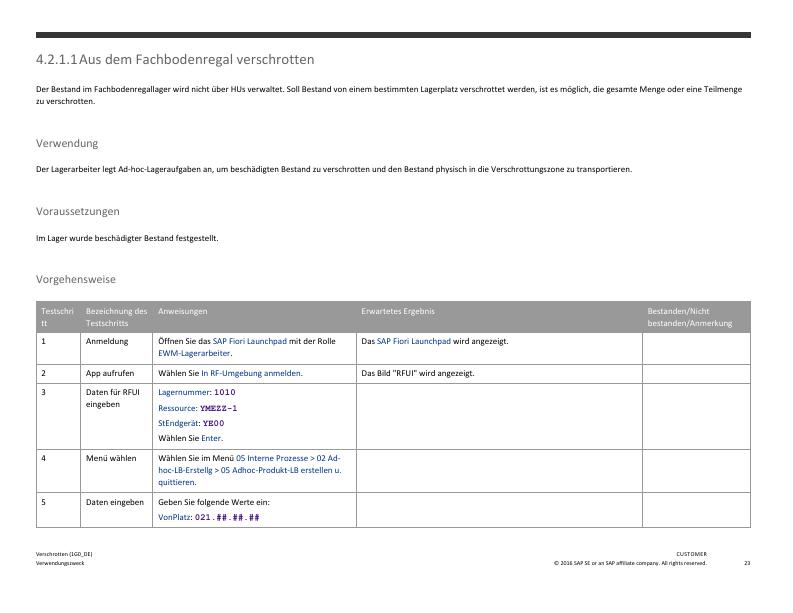 4.2.1.1 Aus dem Fachbodenregal verschrotten
Der Bestand im Fachbodenregallager wird nicht über HUs verwaltet. Soll Bestand von einem bestimmten Lagerplatz verschrottet werden, ist es möglich, die gesamte Menge oder eine Teilmenge
zu verschrotten.
Verwendung
Der Lagerarbeiter legt Ad-hoc-Lageraufgaben an, um beschädigten Bestand zu verschrotten und den Bestand physisch in die Verschrottungszone zu transportieren.
Voraussetzungen
Im Lager wurde beschädigter Bestand festgestellt.
Vorgehensweise
Testschri
tt
Bezeichnung des
Testschritts
Anweisungen
Erwartetes Ergebnis
Bestanden/Nicht
bestanden/Anmerkung
1
Anmeldung
Öffnen Sie das SAP Fiori Launchpad mit der Rolle
EWM-Lagerarbeiter.
Das SAP Fiori Launchpad wird angezeigt.
2
App aufrufen
Wählen Sie In RF-Umgebung anmelden.
Das Bild "RFUI" wird angezeigt.
3
Daten für RFUI
eingeben
Lagernummer: 1010
Ressource: YMEZZ-1
StEndgerät: YE00
Wählen Sie Enter.
4
Menü wählen
Wählen Sie im Menü 05 Interne Prozesse > 02 Ad-
hoc-LB-Erstellg > 05 Adhoc-Produkt-LB erstellen u.
quittieren.
5
Daten eingeben
Geben Sie folgende Werte ein:
VonPlatz: 021.##.##.##
Verschrotten (1G0_DE)
Verwendungszweck
CUSTOMER
© 2016 SAP SE or an SAP affiliate company. All rights reserved.
23